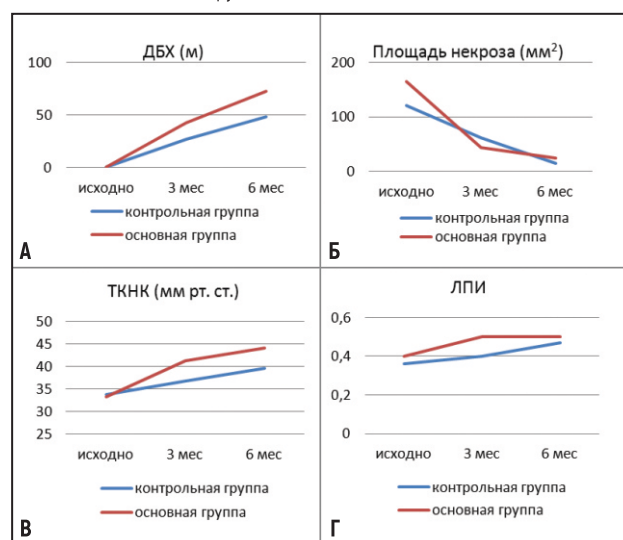 ДБХ (м)
100
50
0
исходно 3 мес 6 мес
контрольная группа
основная группа
А
Площадь некроза (мм²)
200
100
0
исходно 3 мес 6 мес
контрольная группа
основная группа
Б
ТКНК (мм рт. ст.)
50
45
40
35
33
25
исходно 3 мес 6 мес
контрольная группа
основная группа
В
ЛПИ
0,6
0,4
0,2
0
исходно 3 мес 6 мес
контрольная группа
основная группа
Г